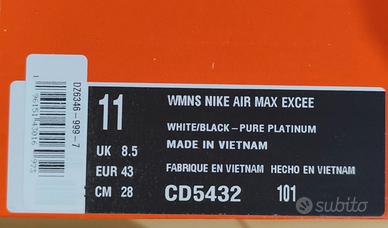 11
WMNS NIKE AIR MAX EXCEE
WHITE/BLACK–PURE PLATINUM
MADE IN VIETNAM
UK 8.5
EUR 43
FABRIQUE EN VIETNAM HECHO EN VIETNAM
CM 28
CD5432 101
DZ6346-999-7
subito